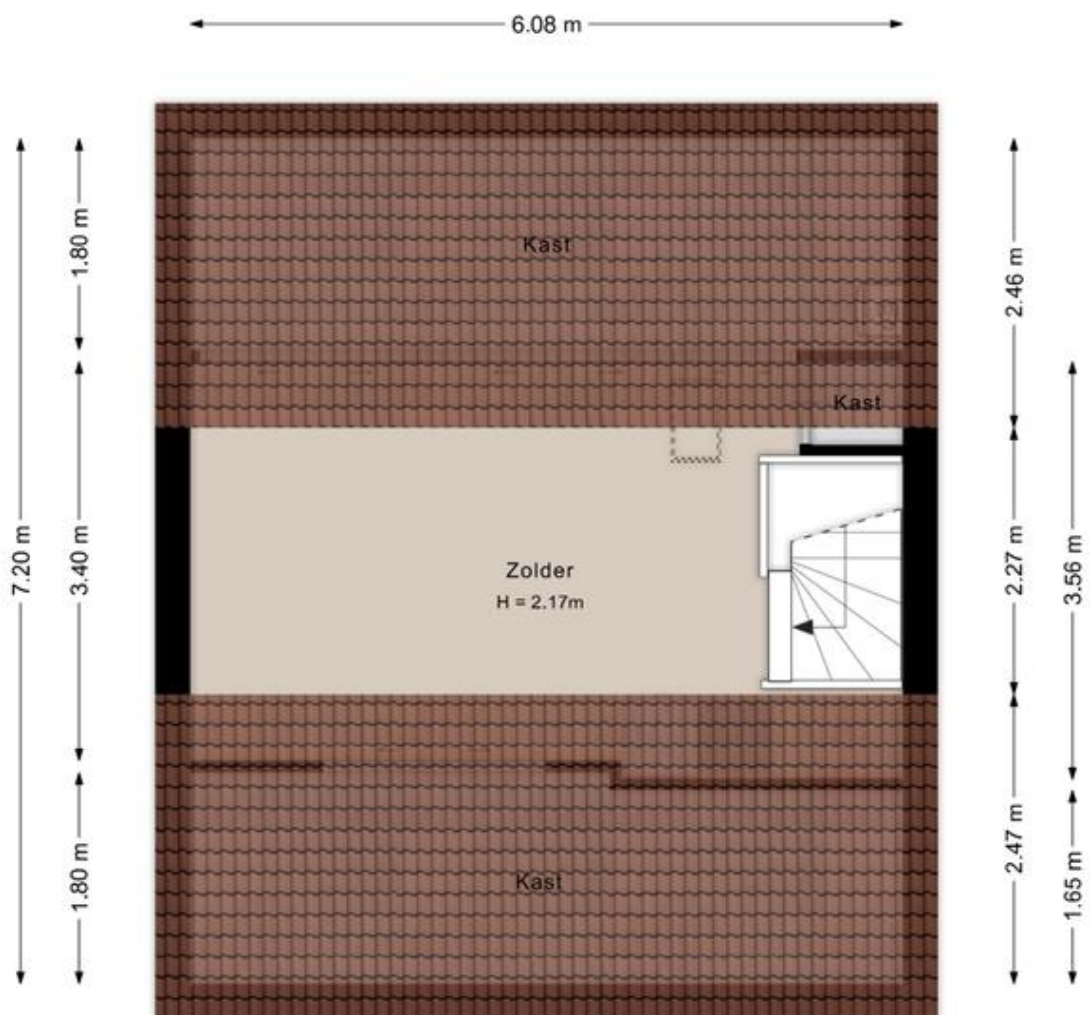 6.08 m
Kast
1.80 m
2.46 m
Kast
7.20 m
3.40 m
Zolder
H = 2.17m
2.27 m
3.56 m
Kast
1.80 m
2.47 m
1.65 m